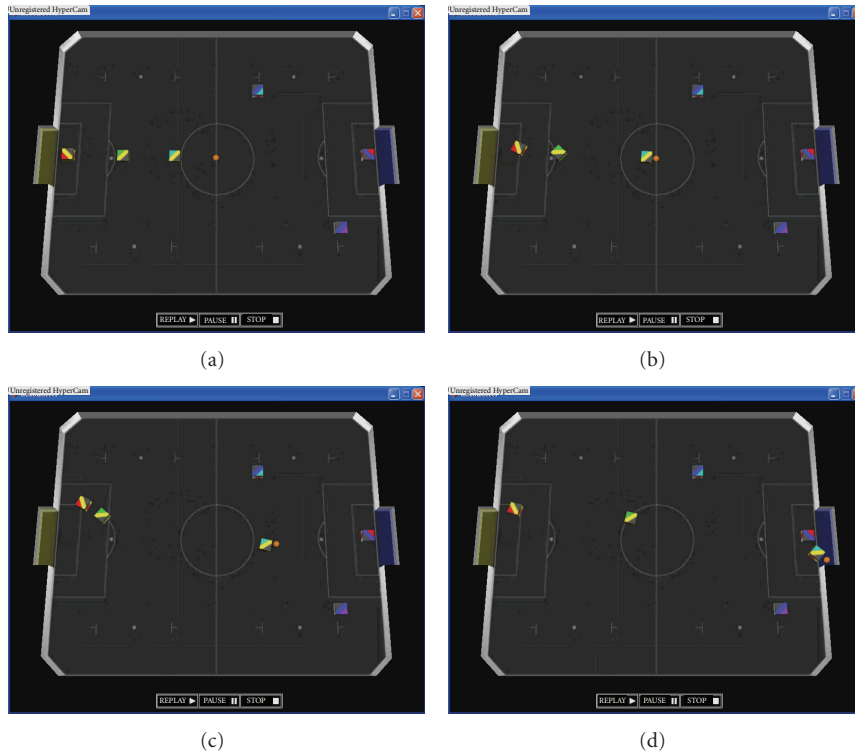 Unregistered HyperCam
REPLAY PAUSE STOP
(a)
Unregistered HyperCam
REPLAY PAUSE STOP
(b)
Unregistered HyperCam
REPLAY PAUSE STOP
(c)
Unregistered HyperCam
REPLAY PAUSE STOP
(d)